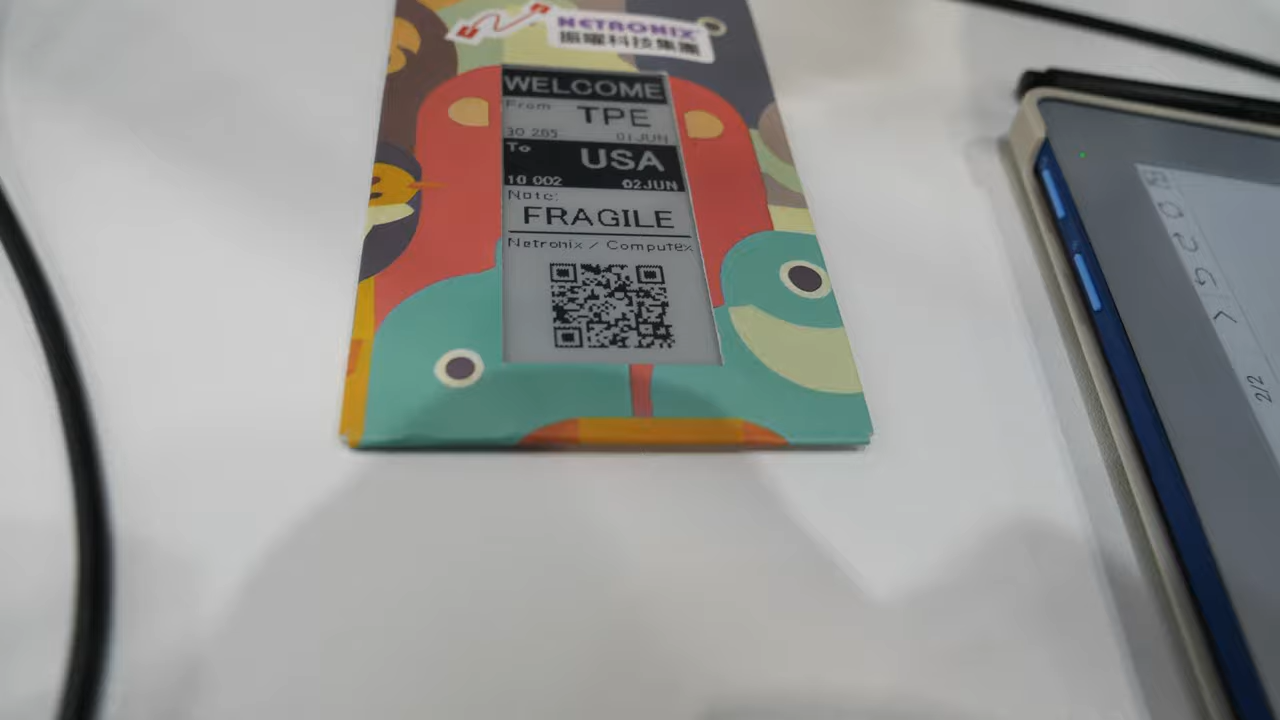 NETRONIX
振曜科技集團
WELCOME
From
TPE
30 265
01JUN
To
USA
10 002
02JUN
Note:
FRAGILE
Netronix / Computex
2/2